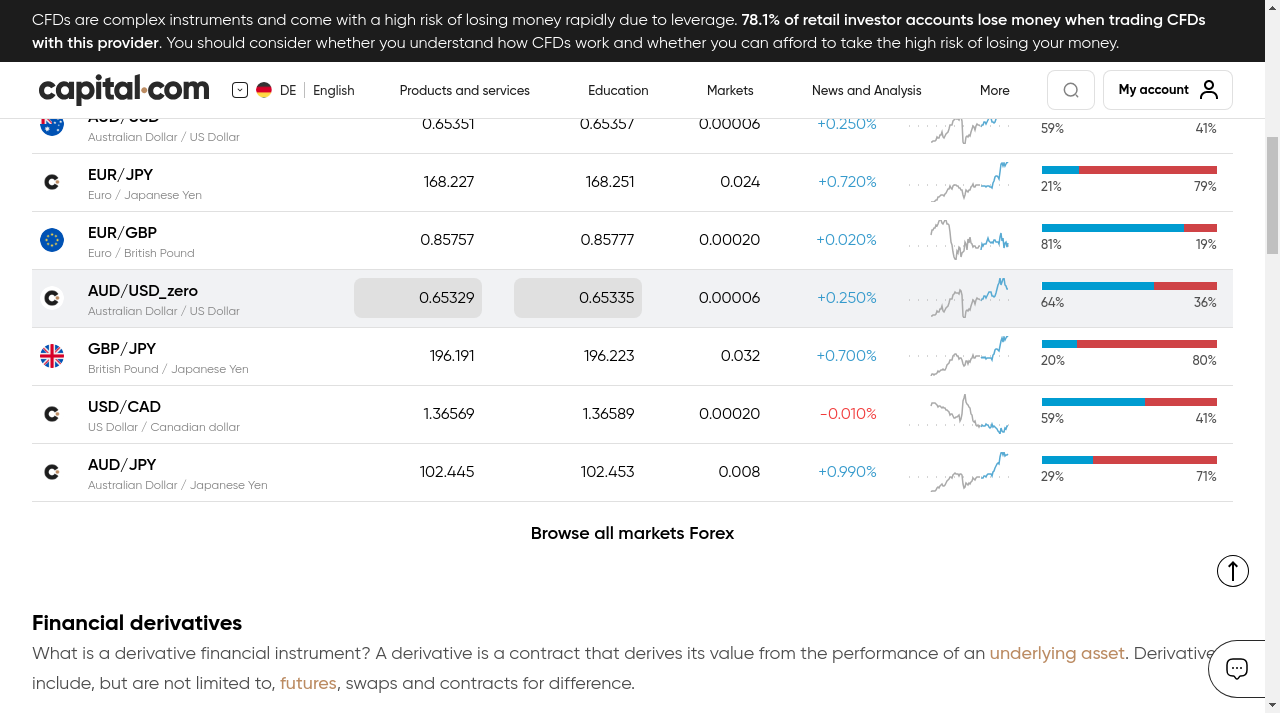 CFDs are complex instruments and come with a high risk of losing money rapidly due to leverage. 78.1% of retail investor accounts lose money when trading CFDs
with this provider. You should consider whether you understand how CFDs work and whether you can afford to take the high risk of losing your money.
capital.com DE English Products and services Education Markets News and Analysis More My account
AUD/USD 0.65351 0.65357 0.00006 +0.250%
Australian Dollar / US Dollar 59% 41%
EUR/JPY 168.227 168.251 0.024 +0.720%
Euro / Japanese Yen 21% 79%
EUR/GBP 0.85757 0.85777 0.00020 +0.020%
Euro / British Pound 81% 19%
AUD/USD_zero 0.65329 0.65335 0.00006 +0.250%
Australian Dollar / US Dollar 64% 36%
GBP/JPY 196.191 196.223 0.032 +0.700%
British Pound / Japanese Yen 20% 80%
USD/CAD 1.36569 1.36589 0.00020 -0.010%
US Dollar / Canadian dollar 59% 41%
AUD/JPY 102.445 102.453 0.008 +0.990%
Australian Dollar / Japanese Yen 29% 71%
Browse all markets Forex
Financial derivatives
What is a derivative financial instrument? A derivative is a contract that derives its value from the performance of an underlying asset. Derivative
include, but are not limited to, futures, swaps and contracts for difference.